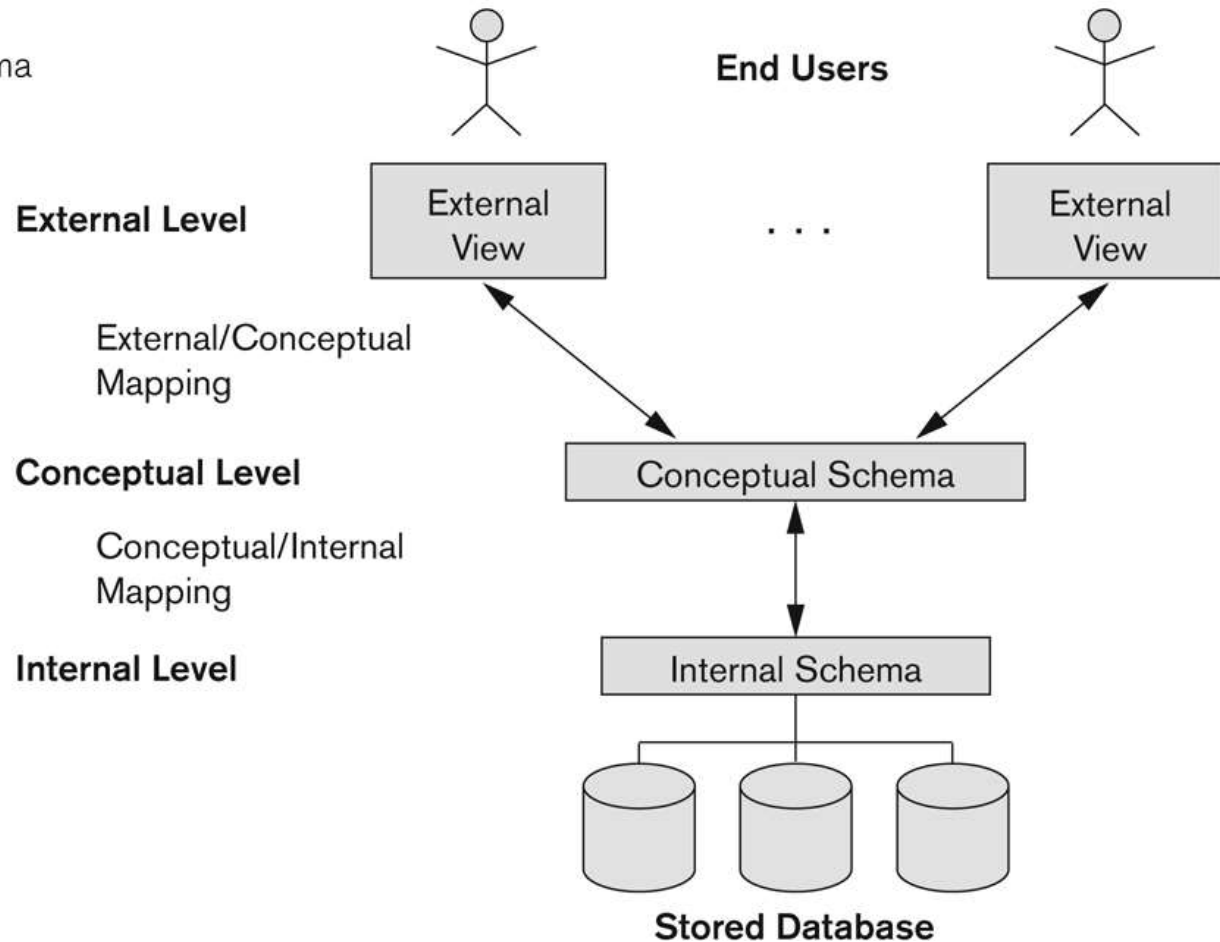 End Users
External Level
External
View
. . .
External
View
External/Conceptual
Mapping
Conceptual Level
Conceptual Schema
Conceptual/Internal
Mapping
Internal Level
Internal Schema
Stored Database